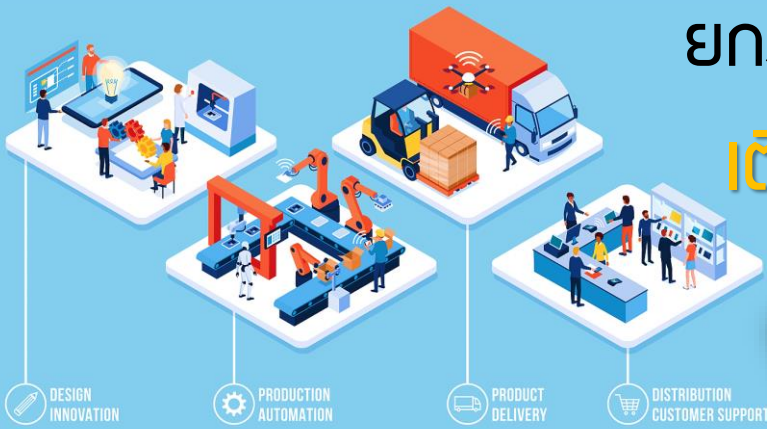 DESIGN
INNOVATION
PRODUCTION
AUTOMATION
PRODUCT
DELIVERY
DISTRIBUTION
CUSTOMER SUPPORT